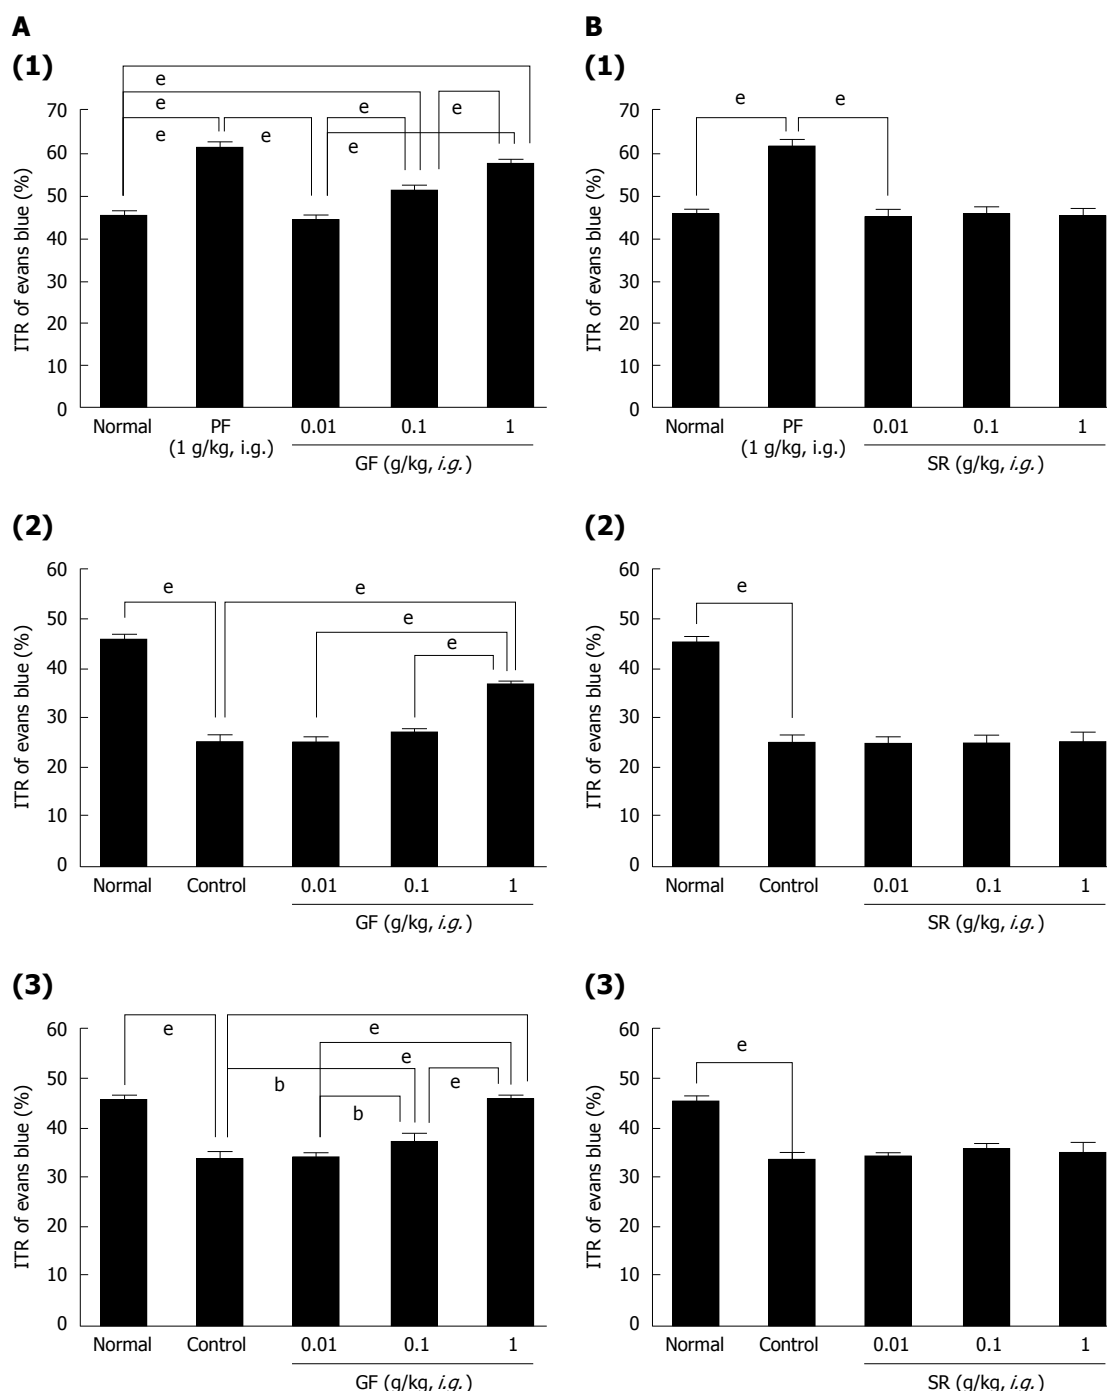 A
(1)
e
e
e
e
e
e
e
ITR of evans blue (%)
70
60
50
40
30
20
10
0
Normal PF 0.01 0.1 1
(1 g/kg, i.g.)
GF (g/kg, i.g.)
(2)
e e
e
e
ITR of evans blue (%)
60
50
40
30
20
10
0
Normal Control 0.01 0.1 1
GF (g/kg, i.g.)
(3)
e e
e
b e
b
ITR of evans blue (%)
60
50
40
30
20
10
0
Normal Control 0.01 0.1 1
GF (g/kg, i.g.)
B
(1)
e e
ITR of evans blue (%)
70
60
50
40
30
20
10
0
Normal PF 0.01 0.1 1
(1 g/kg, i.g.)
SR (g/kg, i.g.)
(2)
e
ITR of evans blue (%)
60
50
40
30
20
10
0
Normal Control 0.01 0.1 1
SR (g/kg, i.g.)
(3)
e
ITR of evans blue (%)
60
50
40
30
20
10
0
Normal Control 0.01 0.1 1
SR (g/kg, i.g.)